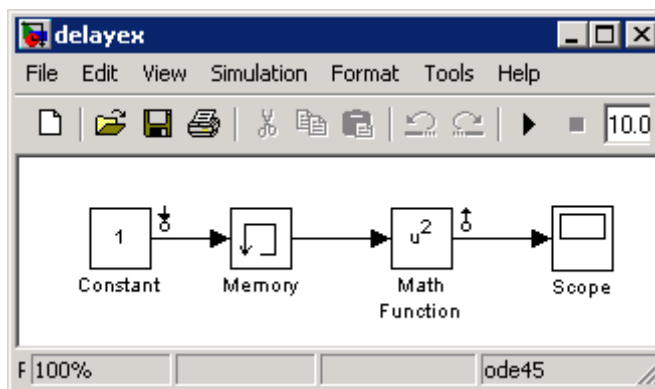 delayex
File Edit View Simulation Format Tools Help
10.0
1 u²
Constant Memory Math Function Scope
F 100% ode45